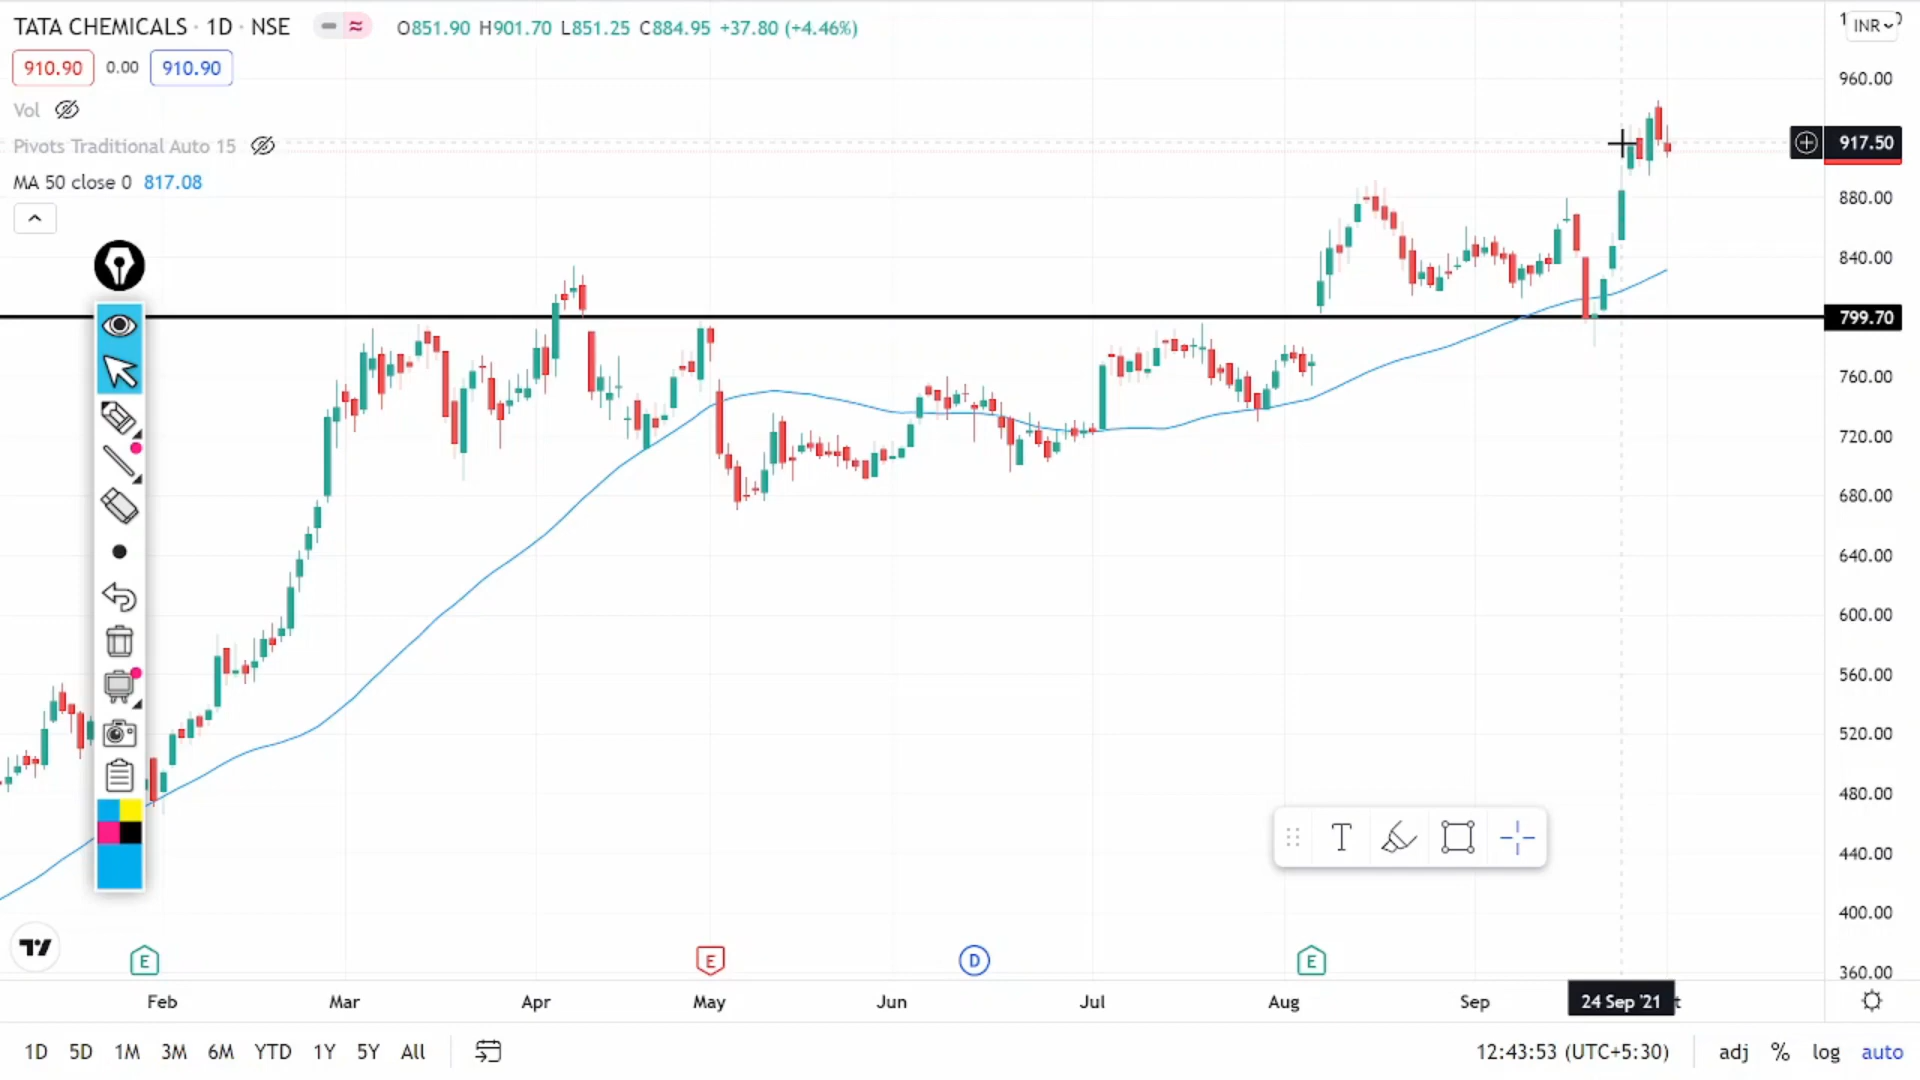 TATA CHEMICALS · 1D · NSE
O851.90 H901.70 L851.25 C884.95 +37.80 (+4.46%)
INR
910.90 0.00 910.90
Vol
Pivots Traditional Auto 15
MA 50 close 0 817.08
960.00
917.50
880.00
840.00
799.70
760.00
720.00
680.00
640.00
600.00
560.00
520.00
480.00
440.00
400.00
360.00
T
E E D E
Feb Mar Apr May Jun Jul Aug Sep 24 Sep '21
1D 5D 1M 3M 6M YTD 1Y 5Y All
12:43:53 (UTC+5:30) adj % log auto